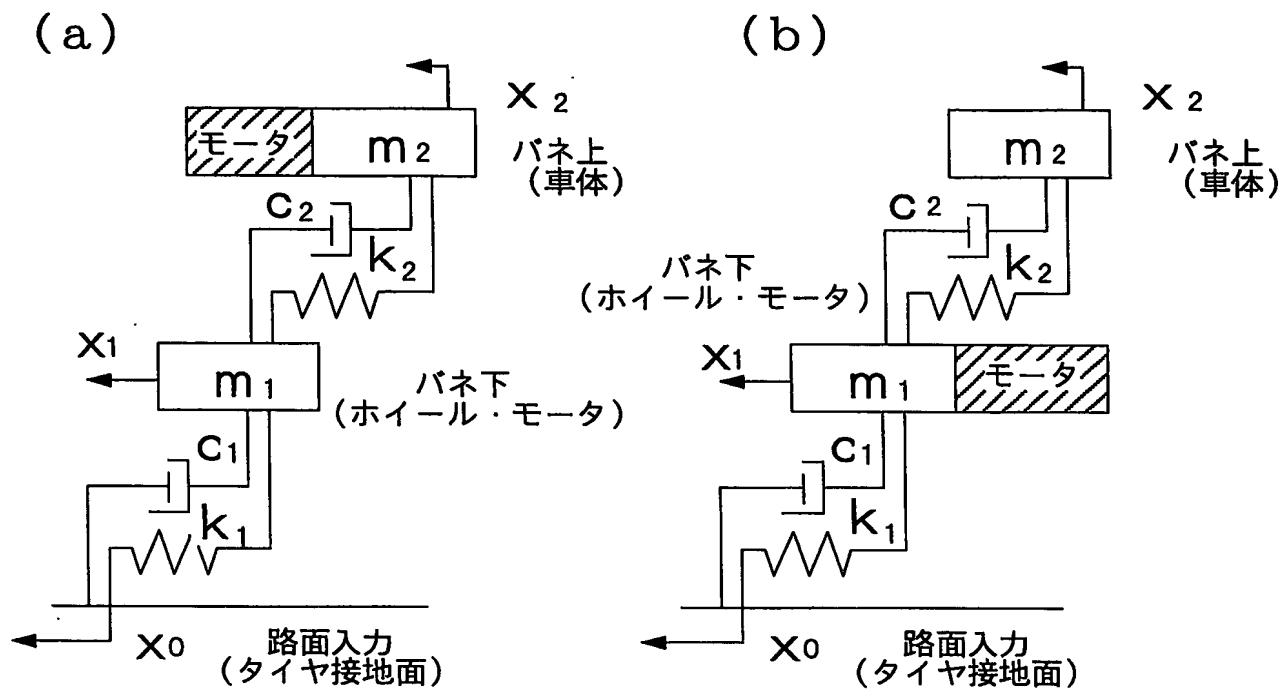 (a)
x2
モータ
m2
バネ上
(車体)
c2
k2
x1
m1
バネ下
(ホイール・モータ)
c1
k1
x0
路面入力
(タイヤ接地面)
(b)
x2
m2
バネ上
(車体)
c2
k2
バネ下
(ホイール・モータ)
x1
m1
モータ
c1
k1
x0
路面入力
(タイヤ接地面)